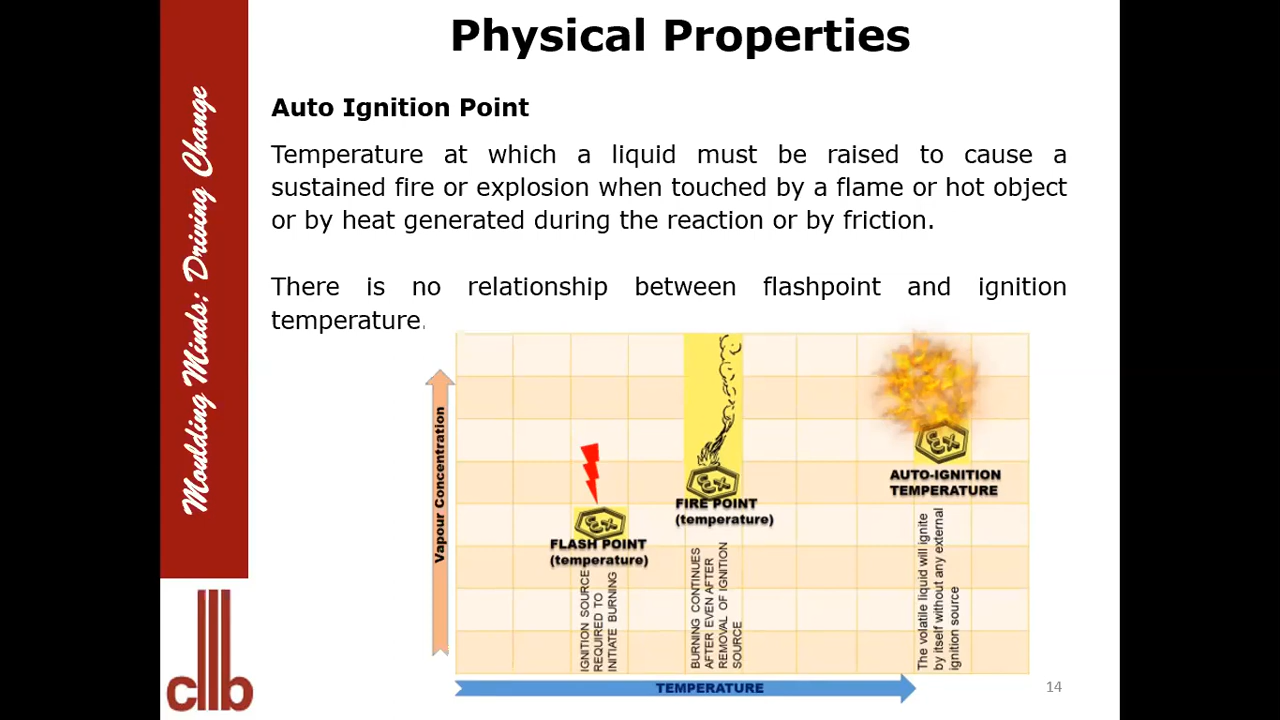 Physical Properties
Auto Ignition Point
Temperature at which a liquid must be raised to cause a
sustained fire or explosion when touched by a flame or hot object
or by heat generated during the reaction or by friction.
There is no relationship between flashpoint and ignition
temperature.
Moulding Minds; Driving Change
cllb
Vapour Concentration
Ex
FLASH POINT
(temperature)
IGNITION SOURCE
REQUIRED TO
INITIATE BURNING
Ex
FIRE POINT
(temperature)
BURNING CONTINUES
AFTER EVEN AFTER
REMOVAL OF IGNITION
SOURCE
Ex
AUTO-IGNITION
TEMPERATURE
The volatile liquid will ignite
by itself without any external
ignition source
TEMPERATURE
14